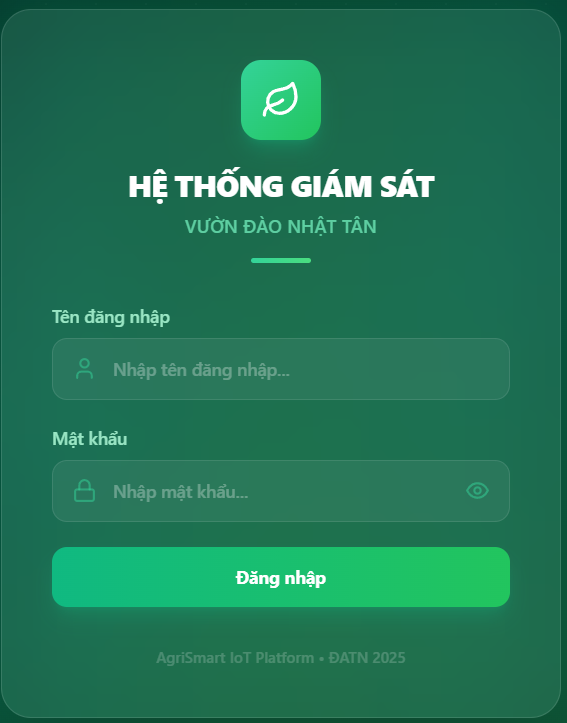 HỆ THỐNG GIÁM SÁT
VƯỜN ĐÀO NHẬT TÂN
Tên đăng nhập
Nhập tên đăng nhập...
Mật khẩu
Nhập mật khẩu...
Đăng nhập
AgriSmart IoT Platform • ĐATN 2025